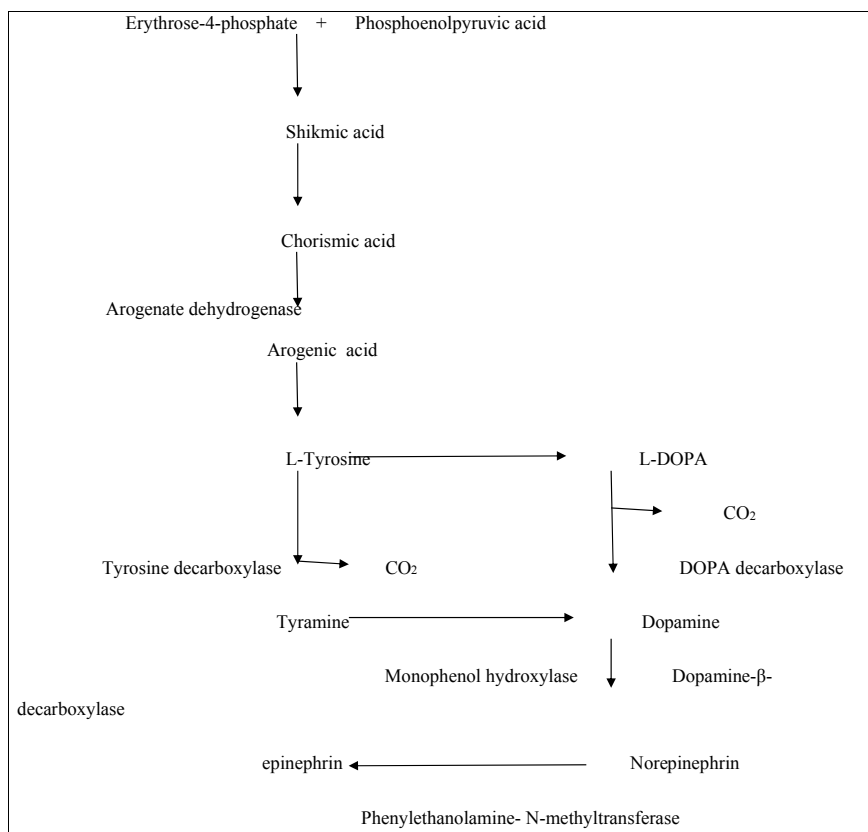 Erythrose-4-phosphate + Phosphoenolpyruvic acid
Shikmic acid
Chorismic acid
Arogenate dehydrogenase
Arogenic acid
L-Tyrosine L-DOPA
CO₂
Tyrosine decarboxylase CO₂ DOPA decarboxylase
Tyramine Dopamine
Monophenol hydroxylase Dopamine-β-
decarboxylase
epinephrin Norepinephrin
Phenylethanolamine- N-methyltransferase